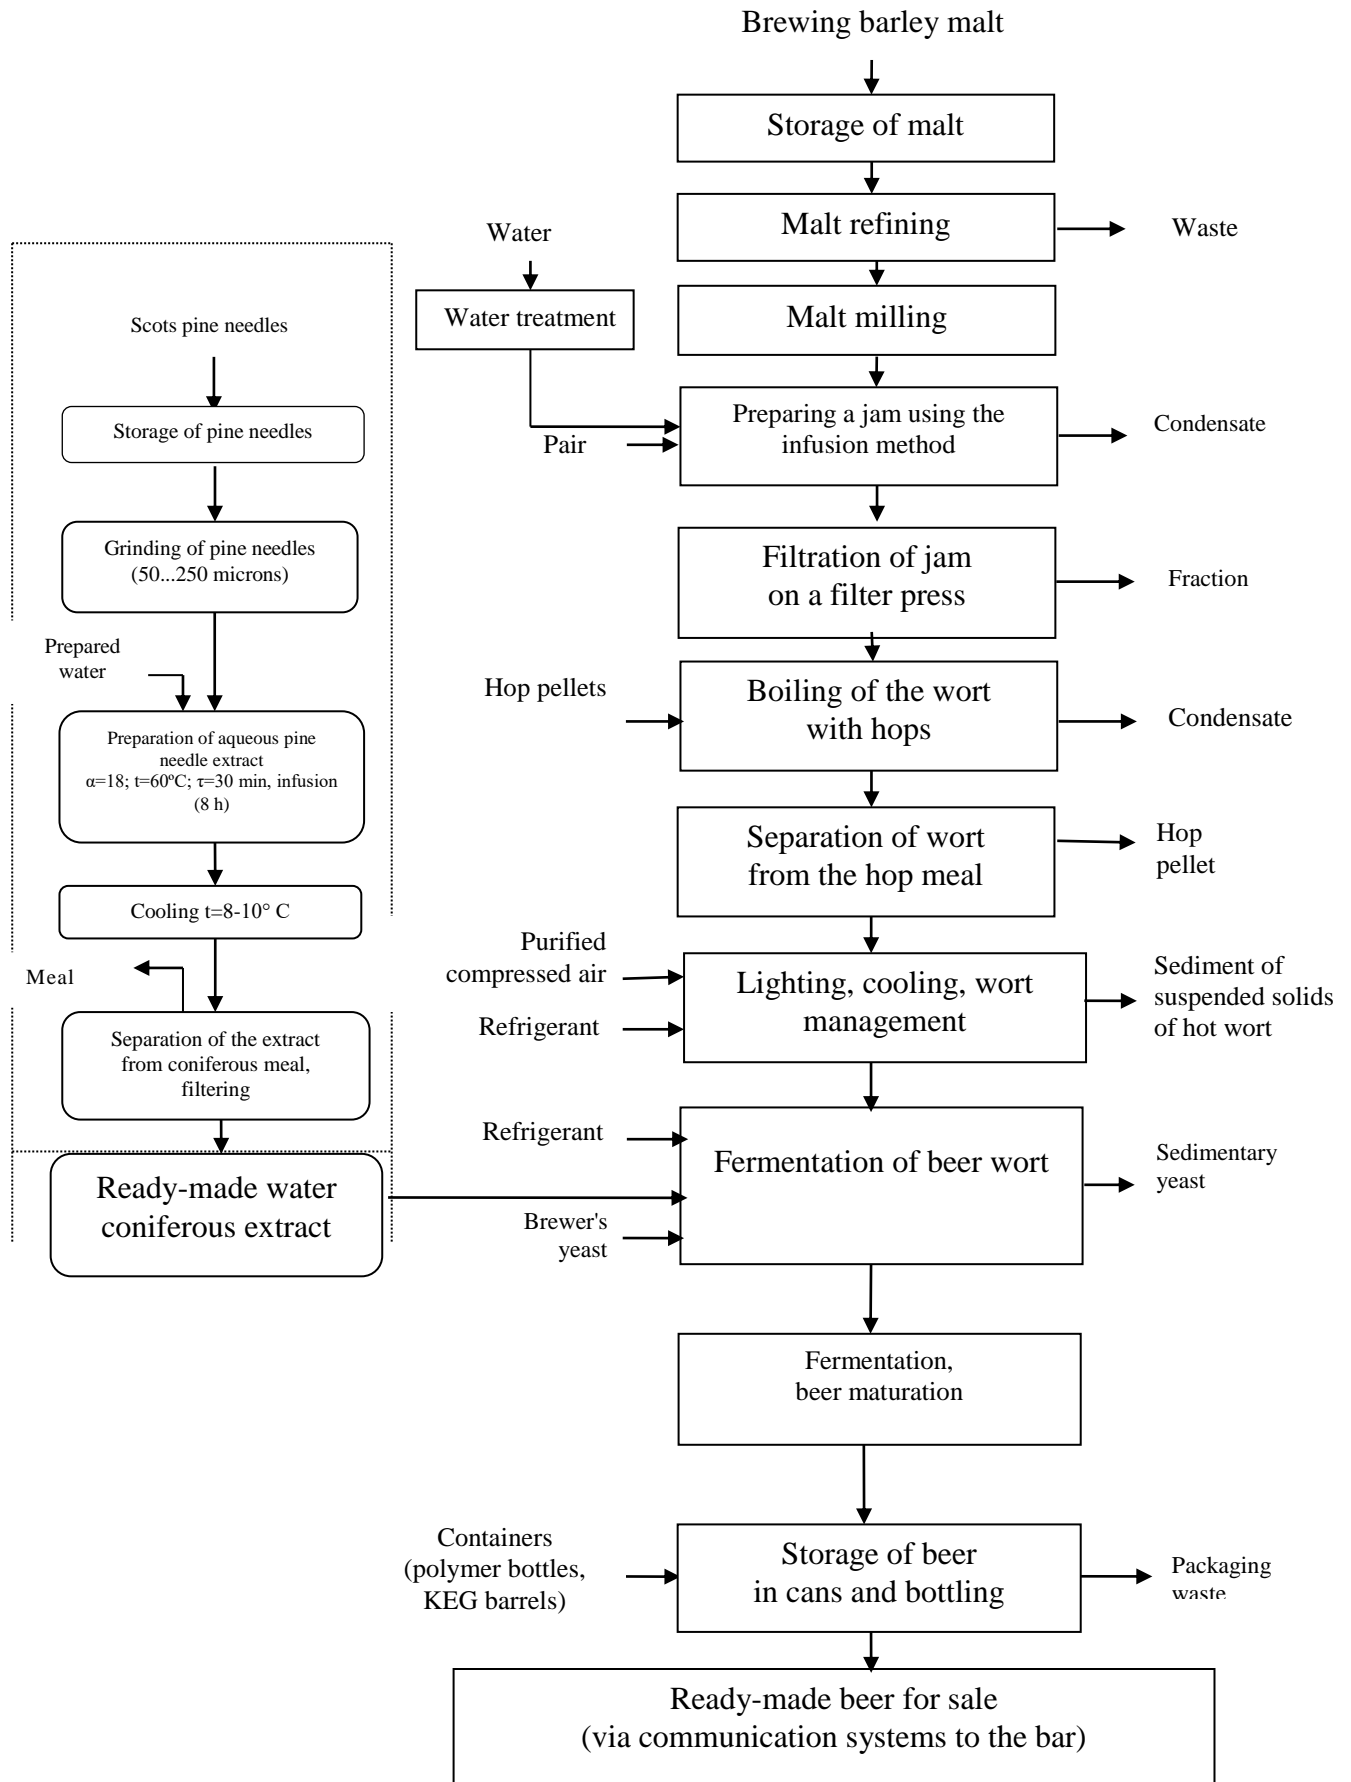 Brewing barley malt
Storage of malt
Malt refining
Waste
Water
Water treatment
Malt milling
Scots pine needles
Storage of pine needles
Preparing a jam using the
infusion method
Pair
Condensate
Grinding of pine needles
(50...250 microns)
Filtration of jam
on a filter press
Fraction
Prepared
water
Hop pellets
Boiling of the wort
with hops
Condensate
Preparation of aqueous pine
needle extract
α=18; t=60ºC; τ=30 min, infusion
(8 h)
Separation of wort
from the hop meal
Hop
pellet
Cooling t=8-10° C
Meal
Purified
compressed air
Refrigerant
Lighting, cooling, wort
management
Sediment of
suspended solids
of hot wort
Separation of the extract
from coniferous meal,
filtering
Refrigerant
Fermentation of beer wort
Sedimentary
yeast
Ready-made water
coniferous extract
Brewer's
yeast
Fermentation,
beer maturation
Containers
(polymer bottles,
KEG barrels)
Storage of beer
in cans and bottling
Packaging
waste
Ready-made beer for sale
(via communication systems to the bar)